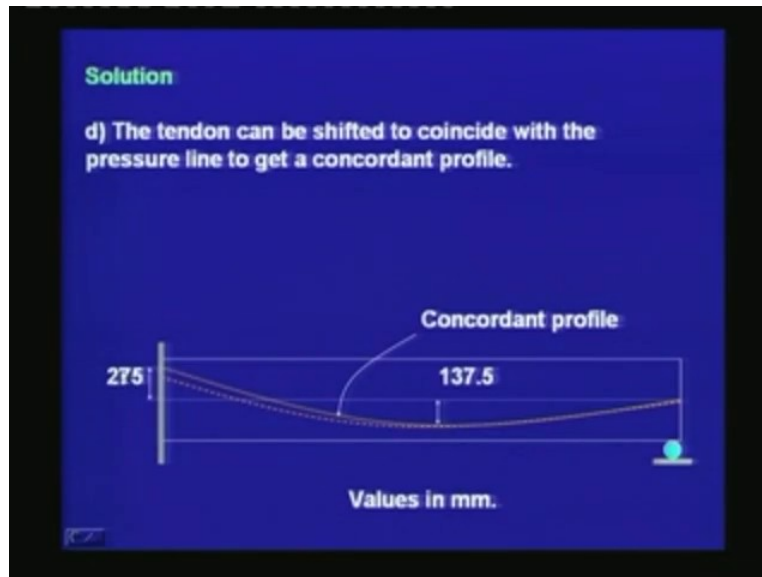 Solution
d) The tendon can be shifted to coincide with the
pressure line to get a concordant profile.
Concordant profile
275
137.5
Values in mm.